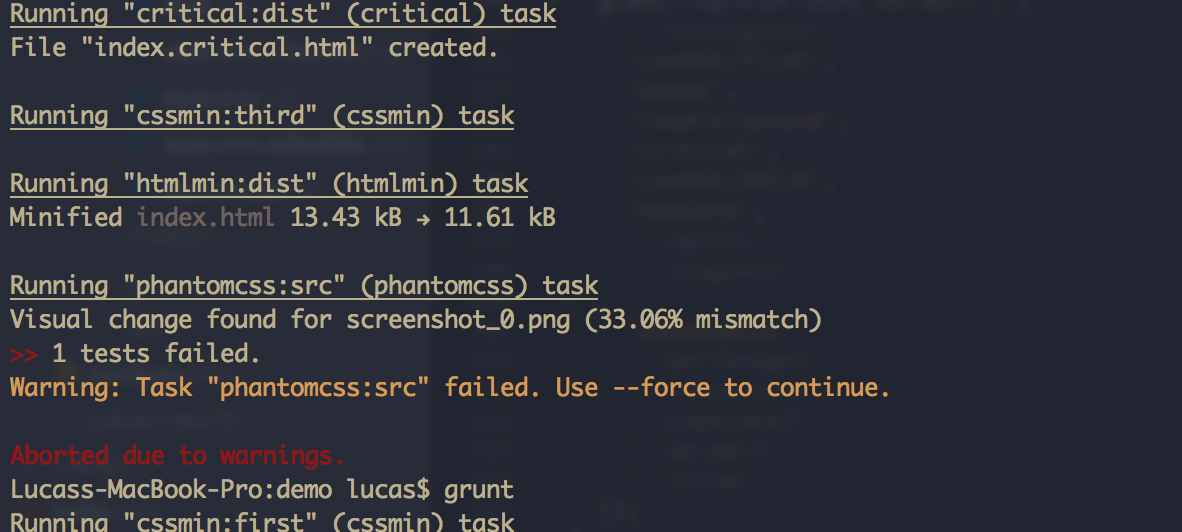 Running "critical:dist" (critical) task
File "index.critical.html" created.
Running "cssmin:third" (cssmin) task
Running "htmlmin:dist" (htmlmin) task
Minified index.html 13.43 kB → 11.61 kB
Running "phantomcss:src" (phantomcss) task
Visual change found for screenshot_0.png (33.06% mismatch)
>> 1 tests failed.
Warning: Task "phantomcss:src" failed. Use --force to continue.
Aborted due to warnings.
Lucass-MacBook-Pro:demo lucas$ grunt
Running "cssmin:first" (cssmin) task